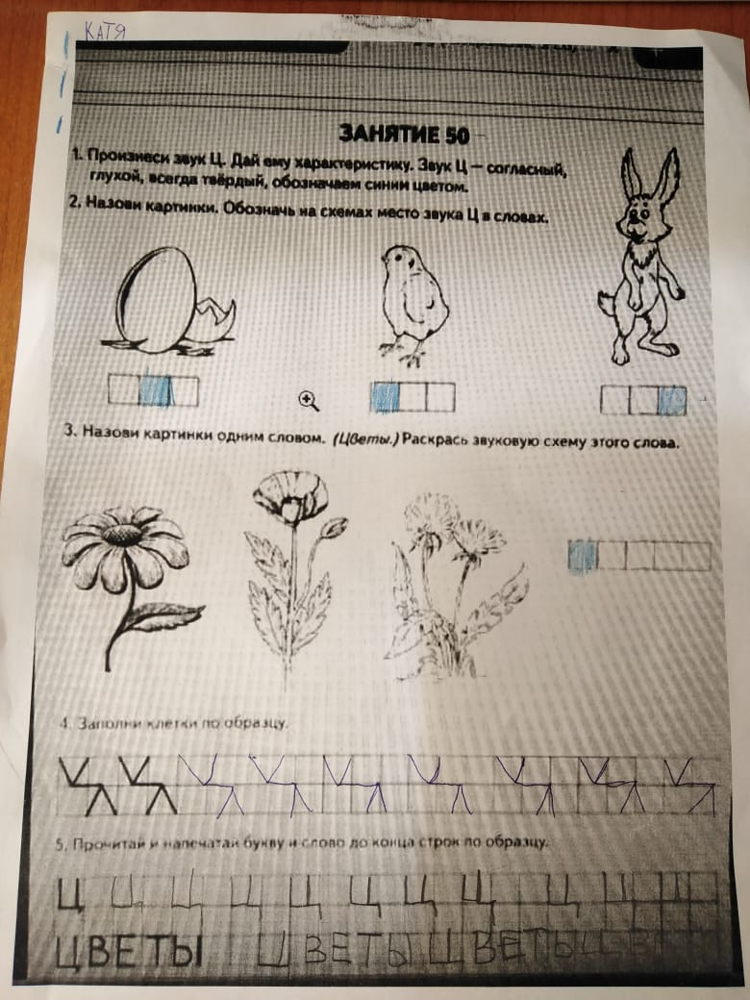 КАТЯ
ЗАНЯТИЕ 50
1. Произнеси звук Ц. Дай ему характеристику. Звук Ц — согласный,
глухой, всегда твёрдый, обозначаем синим цветом.
2. Назови картинки. Обозначь на схемах место звука Ц в словах.
3. Назови картинки одним словом. (Цветы.) Раскрась звуковую схему этого слова.
4. Заполни клетки по образцу.
5. Прочитай и напечатай букву и слово до конца строк по образцу.
Ц Ц Ц Ц Ц Ц Ц Ц Ц Ц Ц
ЦВЕТЫ ЦВЕТЫ ЦВЕТЫ